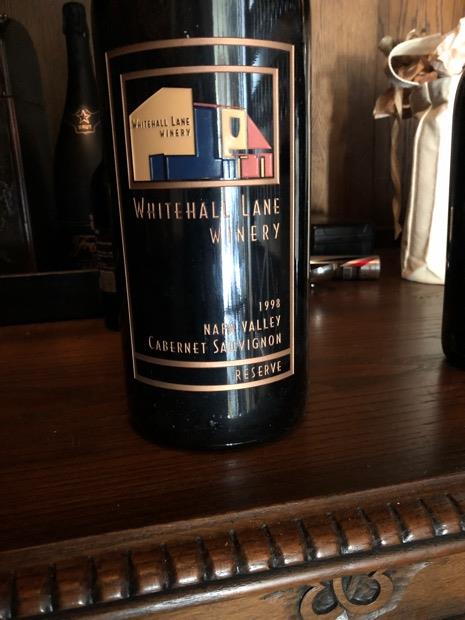 WHITEHALL LANE
WINERY
WHITEHALL LANE
WINERY
1998
NAPA VALLEY
CABERNET SAUVIGNON
RESERVE